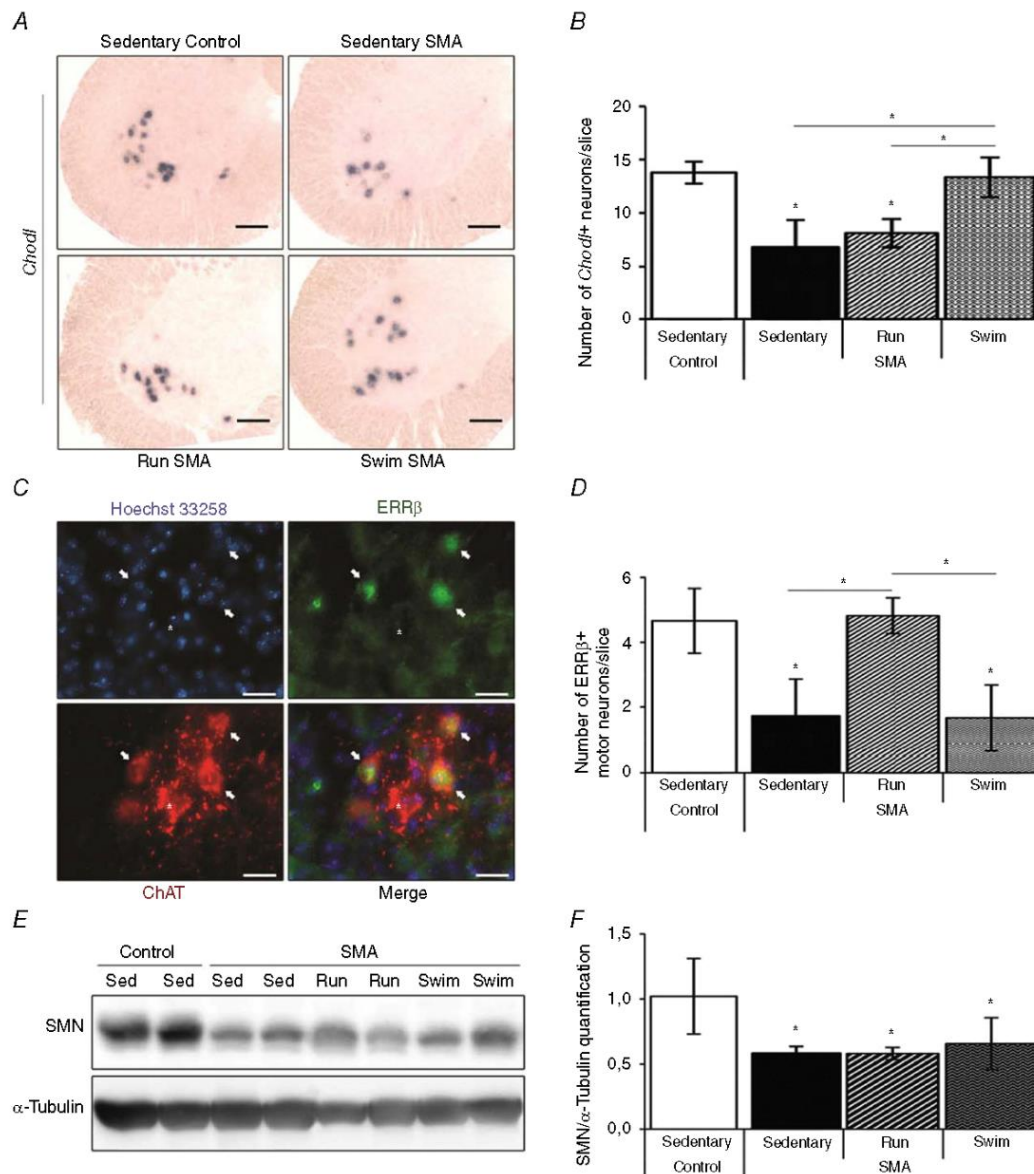 A
Sedentary Control
Sedentary SMA
Chodl
Run SMA
Swim SMA
B
Number of Chodl+ neurons/slice
20
15
10
5
0
*
*
*
*
Sedentary
Sedentary
Run
Swim
Control
SMA
C
Hoechst 33258
ERRβ
*
*
*
*
ChAT
Merge
D
Number of ERRβ+
motor neurons/slice
6
4
2
0
*
*
*
*
Sedentary
Sedentary
Run
Swim
Control
SMA
E
Control
SMA
Sed Sed Sed Sed Run Run Swim Swim
SMN
α-Tubulin
F
SMN/α-Tubulin quantification
1,5
1,0
0,5
0,0
*
*
*
Sedentary
Sedentary
Run
Swim
Control
SMA